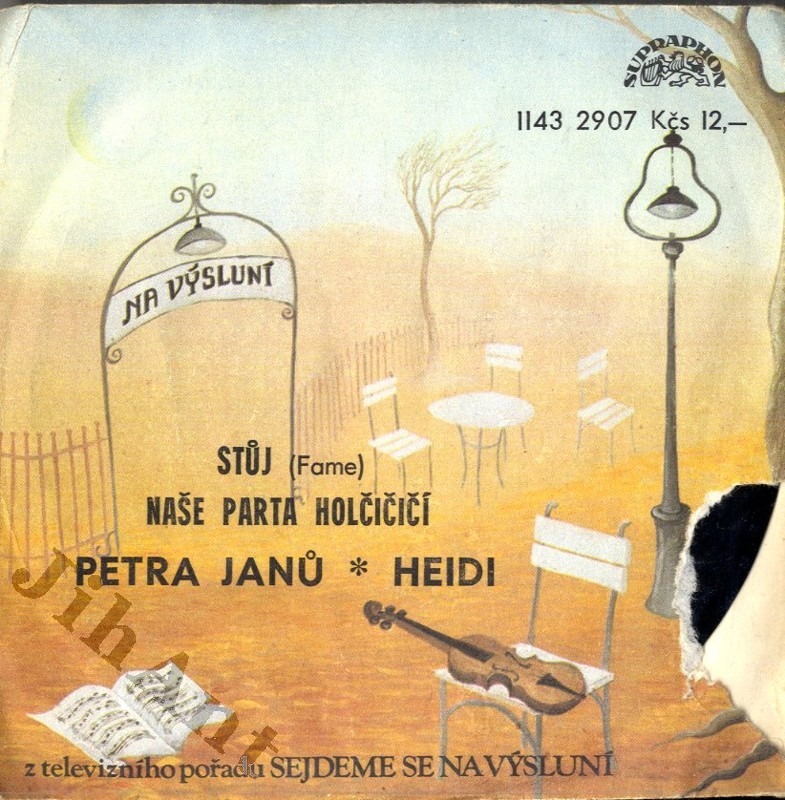 SUPRAPHON
1143 2907 Kčs 12,—
NA VÝSLUNÍ
STŮJ (Fame)
NAŠE PARTA HOLČIČIČÍ
PETRA JANŮ * HEIDI
JihAnt
z televizního pořadu SEJDEME SE NA VÝSLUNÍ